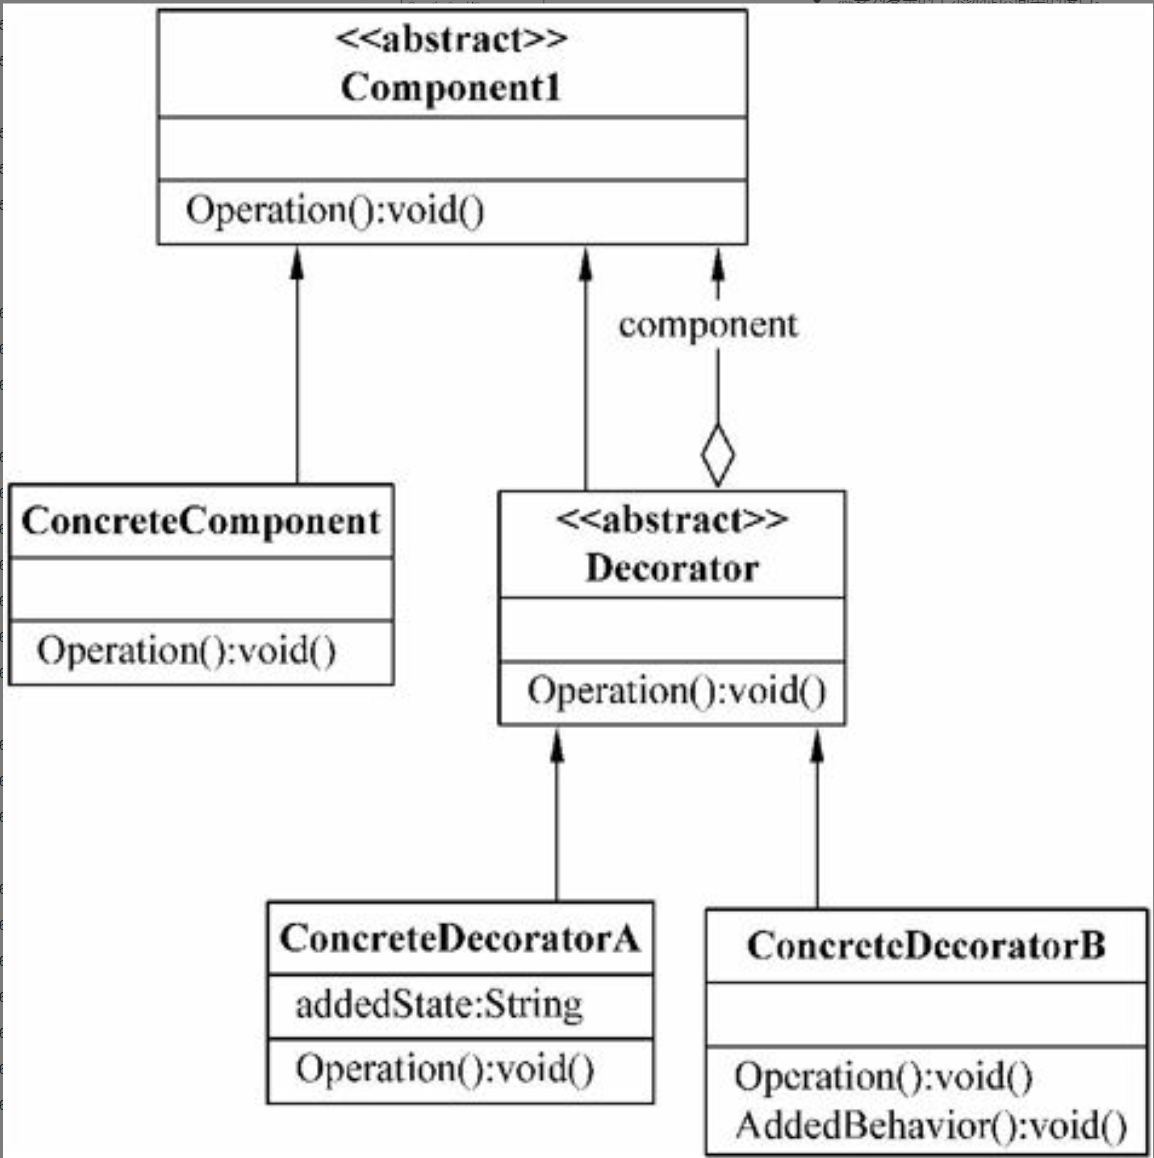 <<abstract>>
Component1
Operation():void()
component
ConcreteComponent
Operation():void()
<<abstract>>
Decorator
Operation():void()
ConcreteDecoratorA
addedState:String
Operation():void()
ConcreteDecoratorB
Operation():void()
AddedBehavior():void()